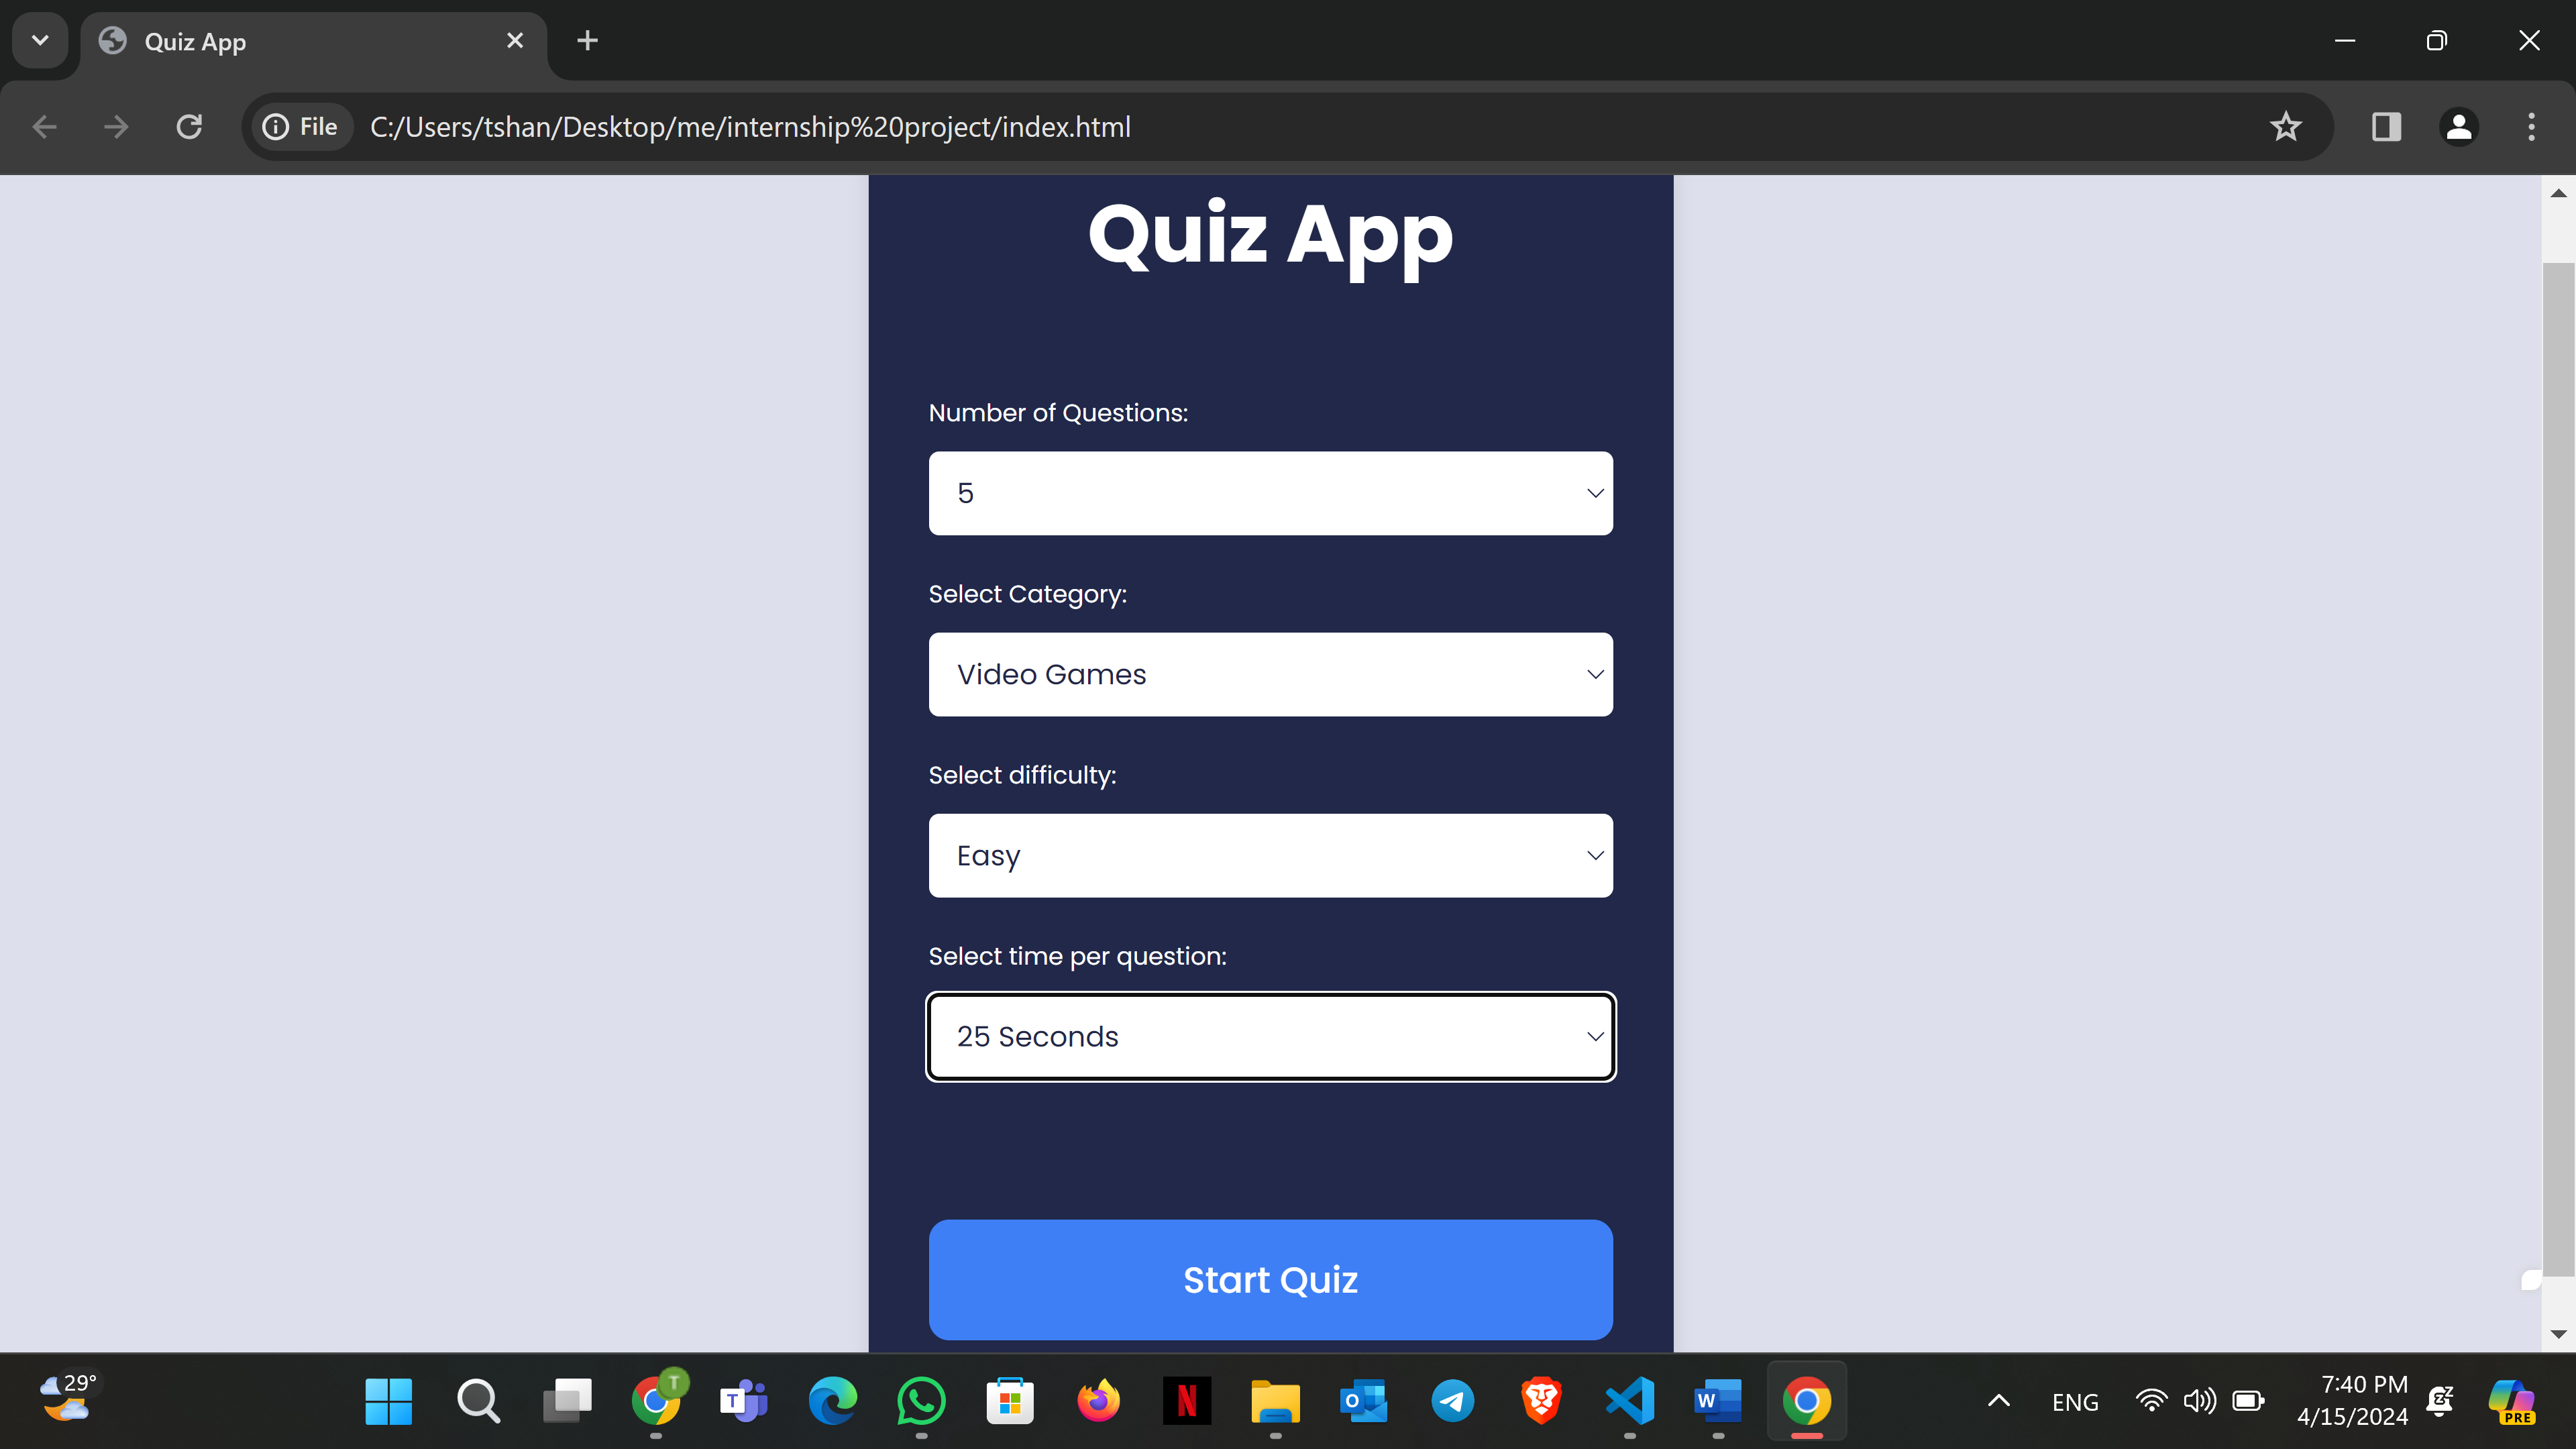 Quiz App
File C:/Users/tshan/Desktop/me/internship%20project/index.html
Quiz App
Number of Questions:
5
Select Category:
Video Games
Select difficulty:
Easy
Select time per question:
25 Seconds
Start Quiz
29°
T
T
N
O
W
ENG
7:40 PM
4/15/2024
PRE